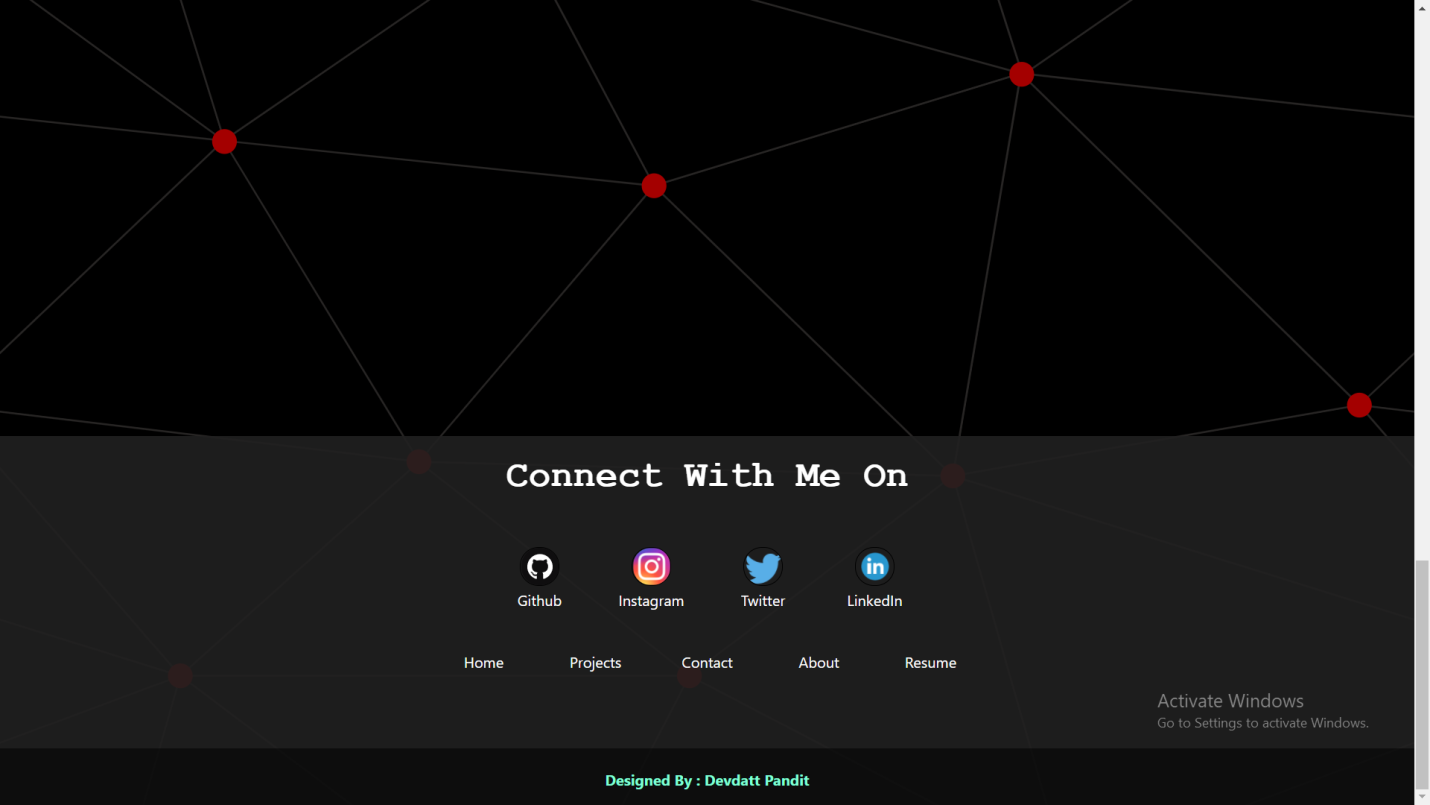 Connect With Me On
Github Instagram Twitter LinkedIn
Home Projects Contact About Resume
Activate Windows
Go to Settings to activate Windows.
Designed By : Devdatt Pandit